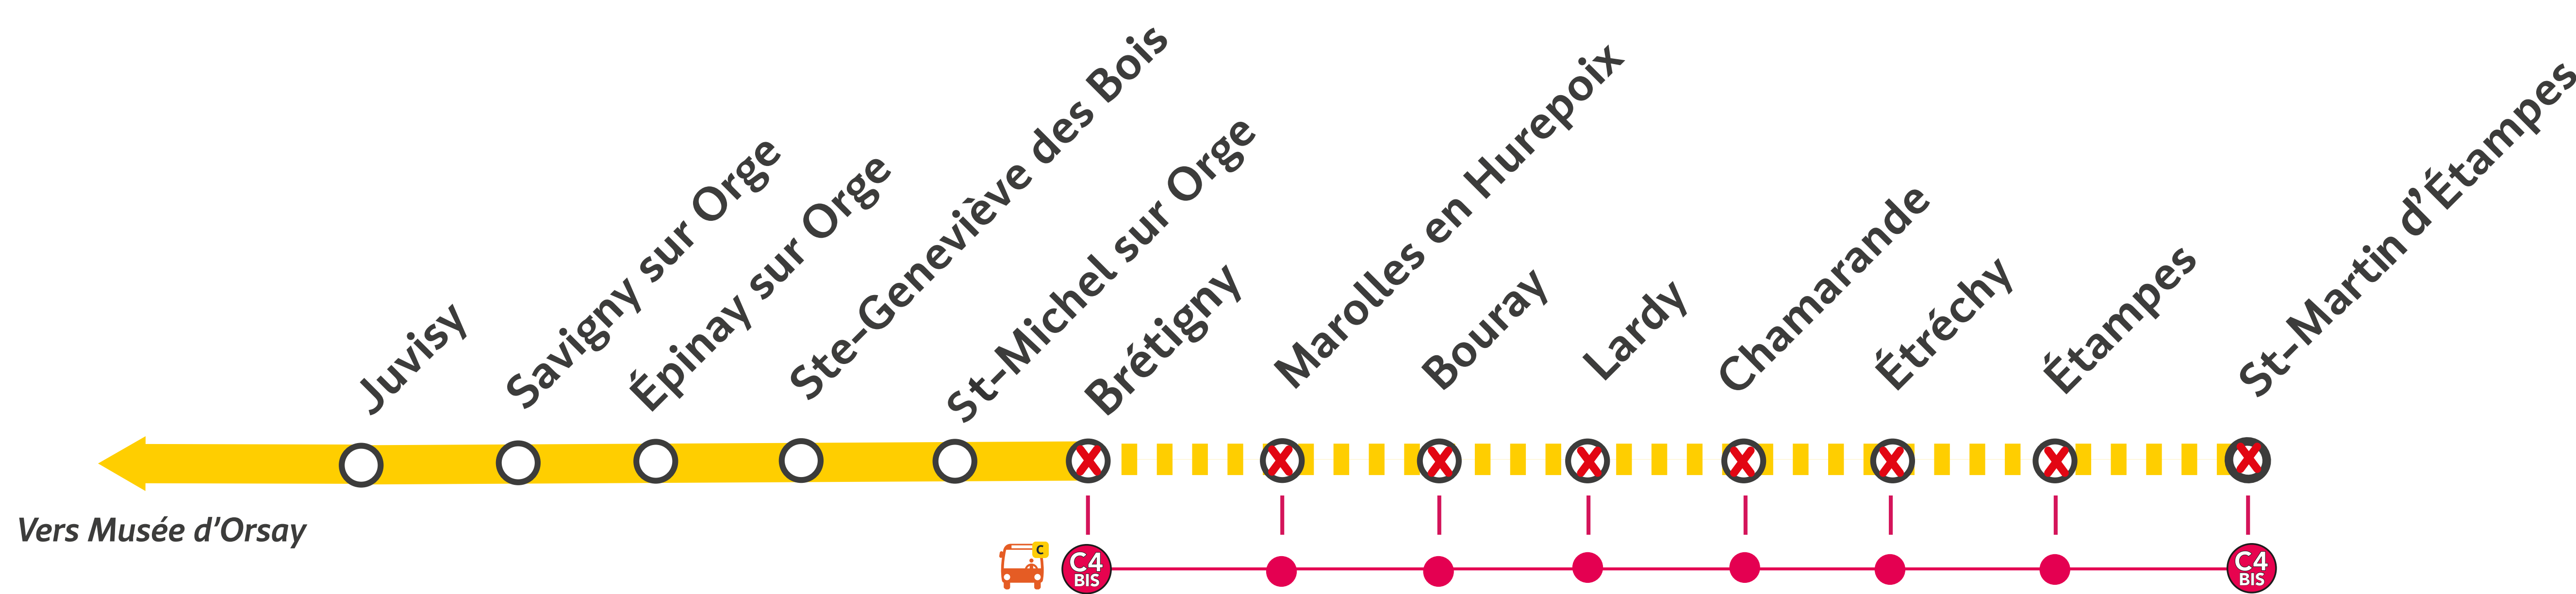 Juvisy
Savigny sur Orge
Épinay sur Orge
Ste-Geneviève des Bois
St-Michel sur Orge
Brétigny
Marolles en Hurepoix
Bouray
Lardy
Chamarande
Étréchy
Étampes
St-Martin d'Étampes
Vers Musée d'Orsay
C
C4
BIS
C4
BIS